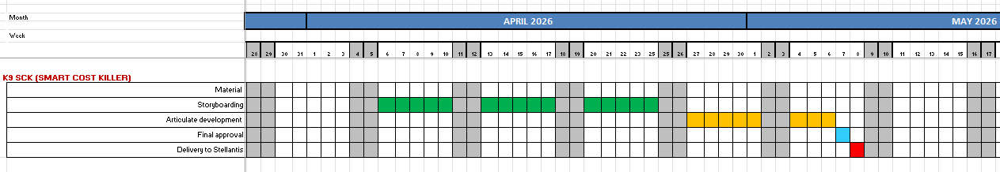 Month
APRIL 2026 MAY 2026
Week
28 29 30 31 1 2 3 4 5 6 7 8 9 10 11 12 13 14 15 16 17 18 19 20 21 22 23 25 25 26 27 28 29 30 1 2 3 4 5 6 7 8 9 10 11 12 13 14 15 16 17
K9 SCK (SMART COST KILLER)
Material
Storyboarding
Articulate development
Final approval
Delivery to Stellantis